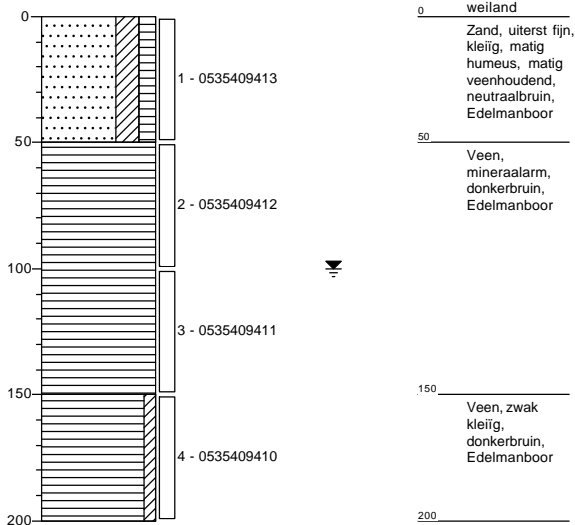 0
50
100
150
200
1 - 0535409413
2 - 0535409412
3 - 0535409411
4 - 0535409410
0
weiland
Zand, uiterst fijn,
kleiïg, matig
humeus, matig
veenhoudend,
neutraalbruin,
Edelmanboor
50
Veen,
mineraalarm,
donkerbruin,
Edelmanboor
150
Veen, zwak
kleiïg,
donkerbruin,
Edelmanboor
200